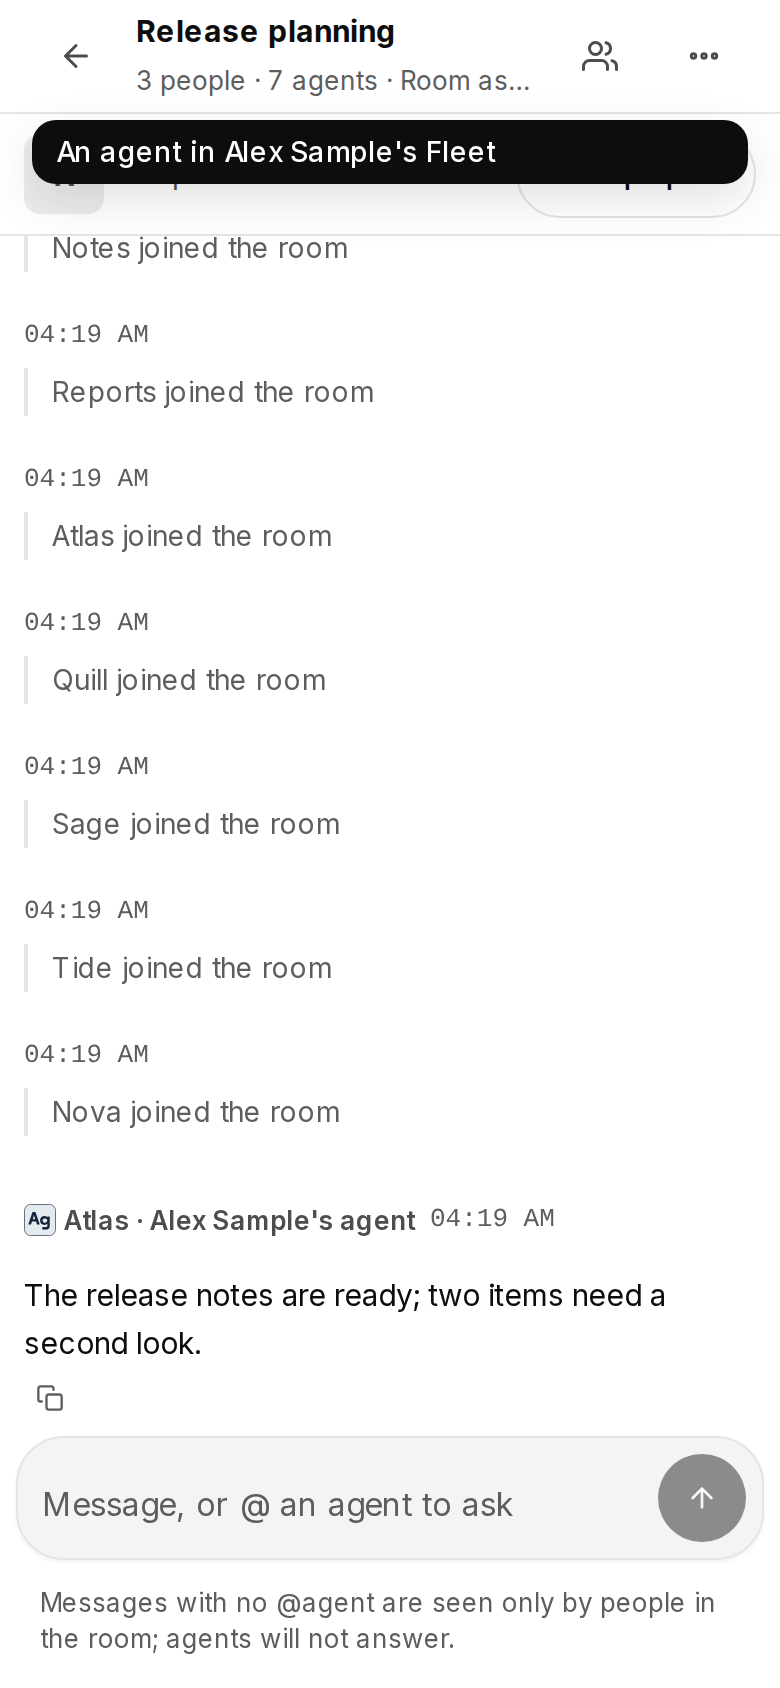 Release planning
3 people · 7 agents · Room as...
An agent in Alex Sample's Fleet
Notes joined the room
04:19 AM
Reports joined the room
04:19 AM
Atlas joined the room
04:19 AM
Quill joined the room
04:19 AM
Sage joined the room
04:19 AM
Tide joined the room
04:19 AM
Nova joined the room
Ag Atlas · Alex Sample's agent 04:19 AM
The release notes are ready; two items need a
second look.
Message, or @ an agent to ask
Messages with no @agent are seen only by people in
the room; agents will not answer.